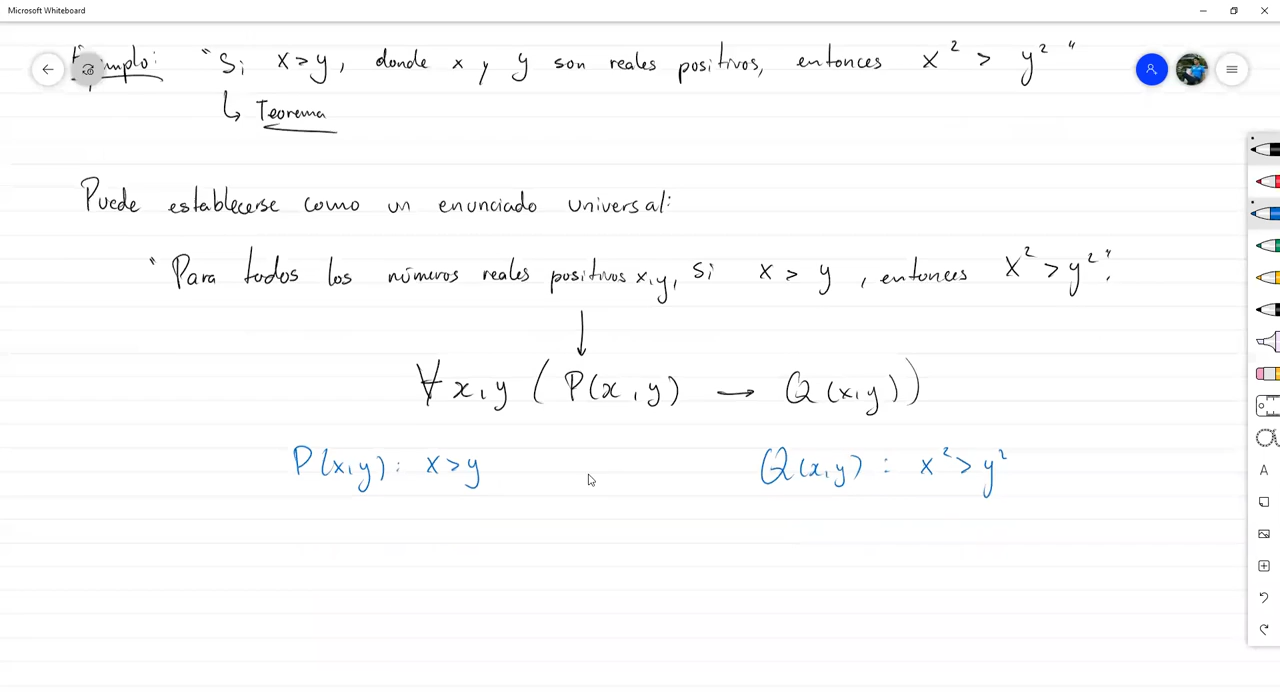 Microsoft Whiteboard
Ejemplo: "Si x>y, donde x y y son reales positivos, entonces x² > y²"
↳ Teorema
Puede establecerse como un enunciado universal:
"Para todos los números reales positivos x,y, si x > y, entonces x² > y²".
↓
∀x,y (P(x,y) → Q(x,y))
P(x,y): x>y Q(x,y): x²>y²
A